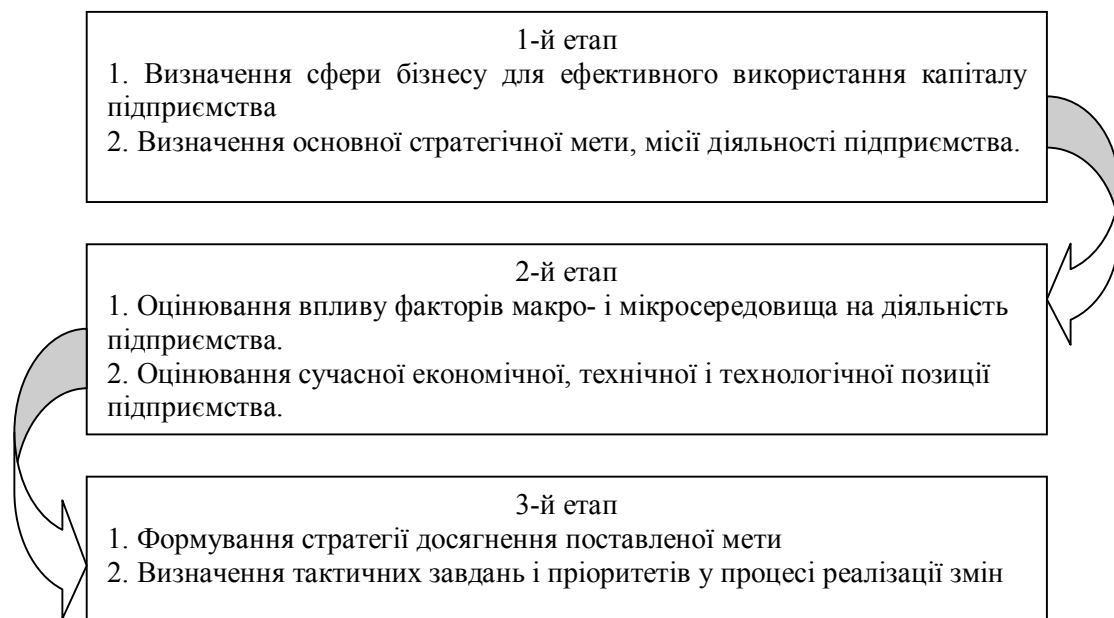 1-й етап
1. Визначення сфери бізнесу для ефективного використання капіталу
підприємства
2. Визначення основної стратегічної мети, місії діяльності підприємства.
2-й етап
1. Оцінювання впливу факторів макро- і мікросередовища на діяльність
підприємства.
2. Оцінювання сучасної економічної, технічної і технологічної позиції
підприємства.
3-й етап
1. Формування стратегії досягнення поставленої мети
2. Визначення тактичних завдань і пріоритетів у процесі реалізації змін